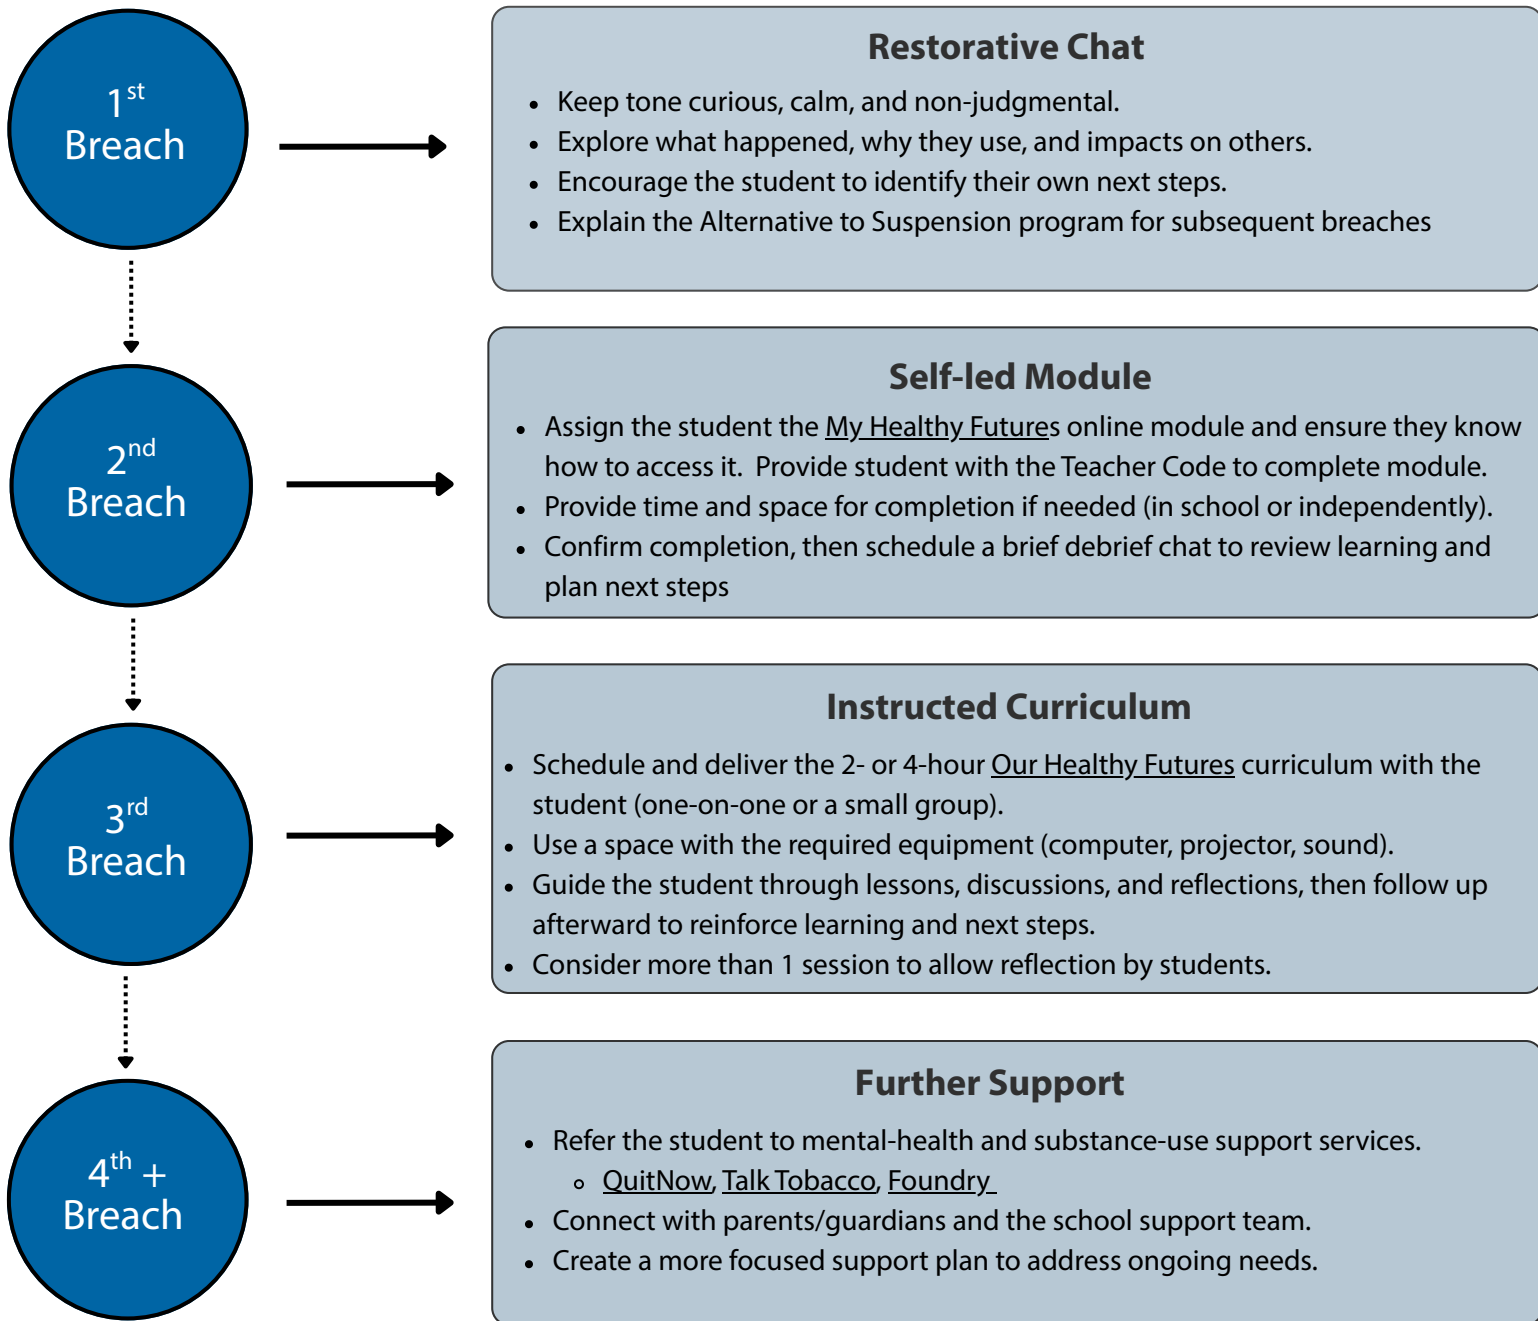 1st
Breach
Restorative Chat
• Keep tone curious, calm, and non-judgmental.
• Explore what happened, why they use, and impacts on others.
• Encourage the student to identify their own next steps.
• Explain the Alternative to Suspension program for subsequent breaches
2nd
Breach
Self-led Module
• Assign the student the My Healthy Futures online module and ensure they know
how to access it.  Provide student with the Teacher Code to complete module.
• Provide time and space for completion if needed (in school or independently).
• Confirm completion, then schedule a brief debrief chat to review learning and
plan next steps
3rd
Breach
Instructed Curriculum
• Schedule and deliver the 2- or 4-hour Our Healthy Futures curriculum with the
student (one-on-one or a small group).
• Use a space with the required equipment (computer, projector, sound).
• Guide the student through lessons, discussions, and reflections, then follow up
afterward to reinforce learning and next steps.
• Consider more than 1 session to allow reflection by students.
4th +
Breach
Further Support
• Refer the student to mental-health and substance-use support services.
◦ QuitNow, Talk Tobacco, Foundry
• Connect with parents/guardians and the school support team.
• Create a more focused support plan to address ongoing needs.